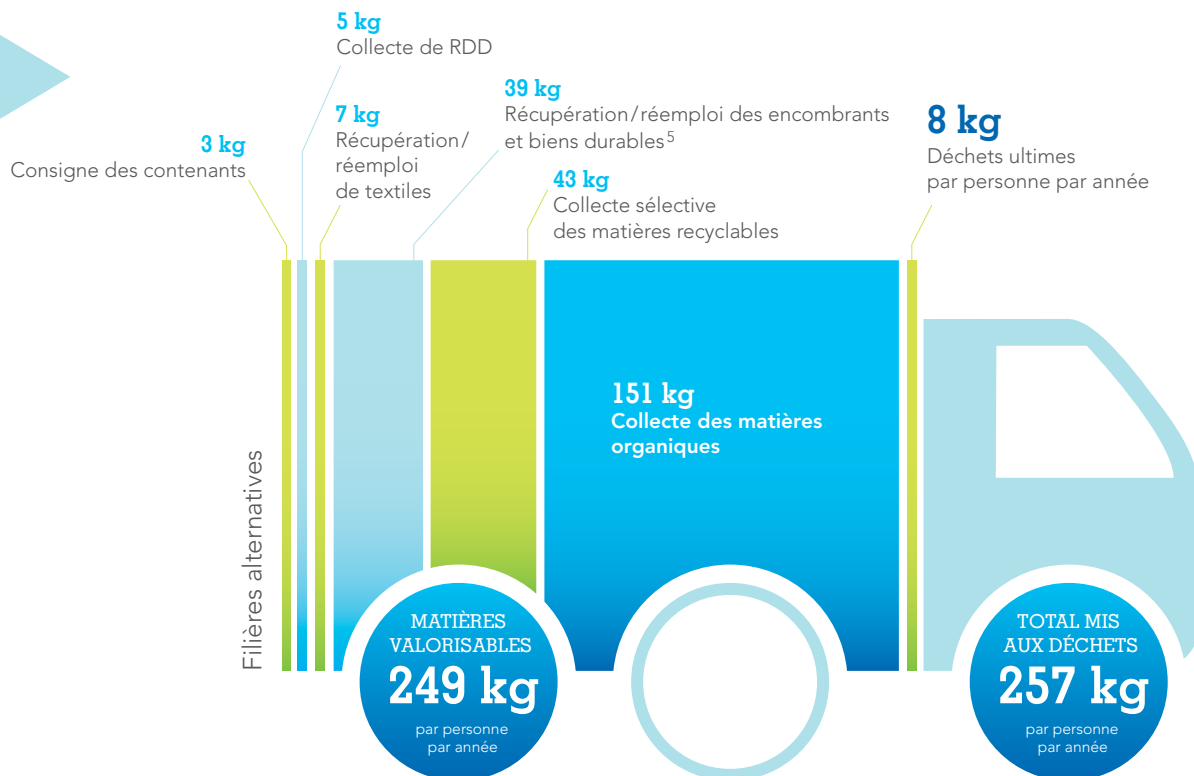 5 kg
Collecte de RDD
39 kg
Récupération/réemploi des encombrants
et biens durables⁵
7 kg
Récupération/
réemploi
de textiles
3 kg
Consigne des contenants
43 kg
Collecte sélective
des matières recyclables
8 kg
Déchets ultimes
par personne par année
151 kg
Collecte des matières
organiques
Filières alternatives
MATIÈRES
VALORISABLES
249 kg
par personne
par année
TOTAL MIS
AUX DÉCHETS
257 kg
par personne
par année